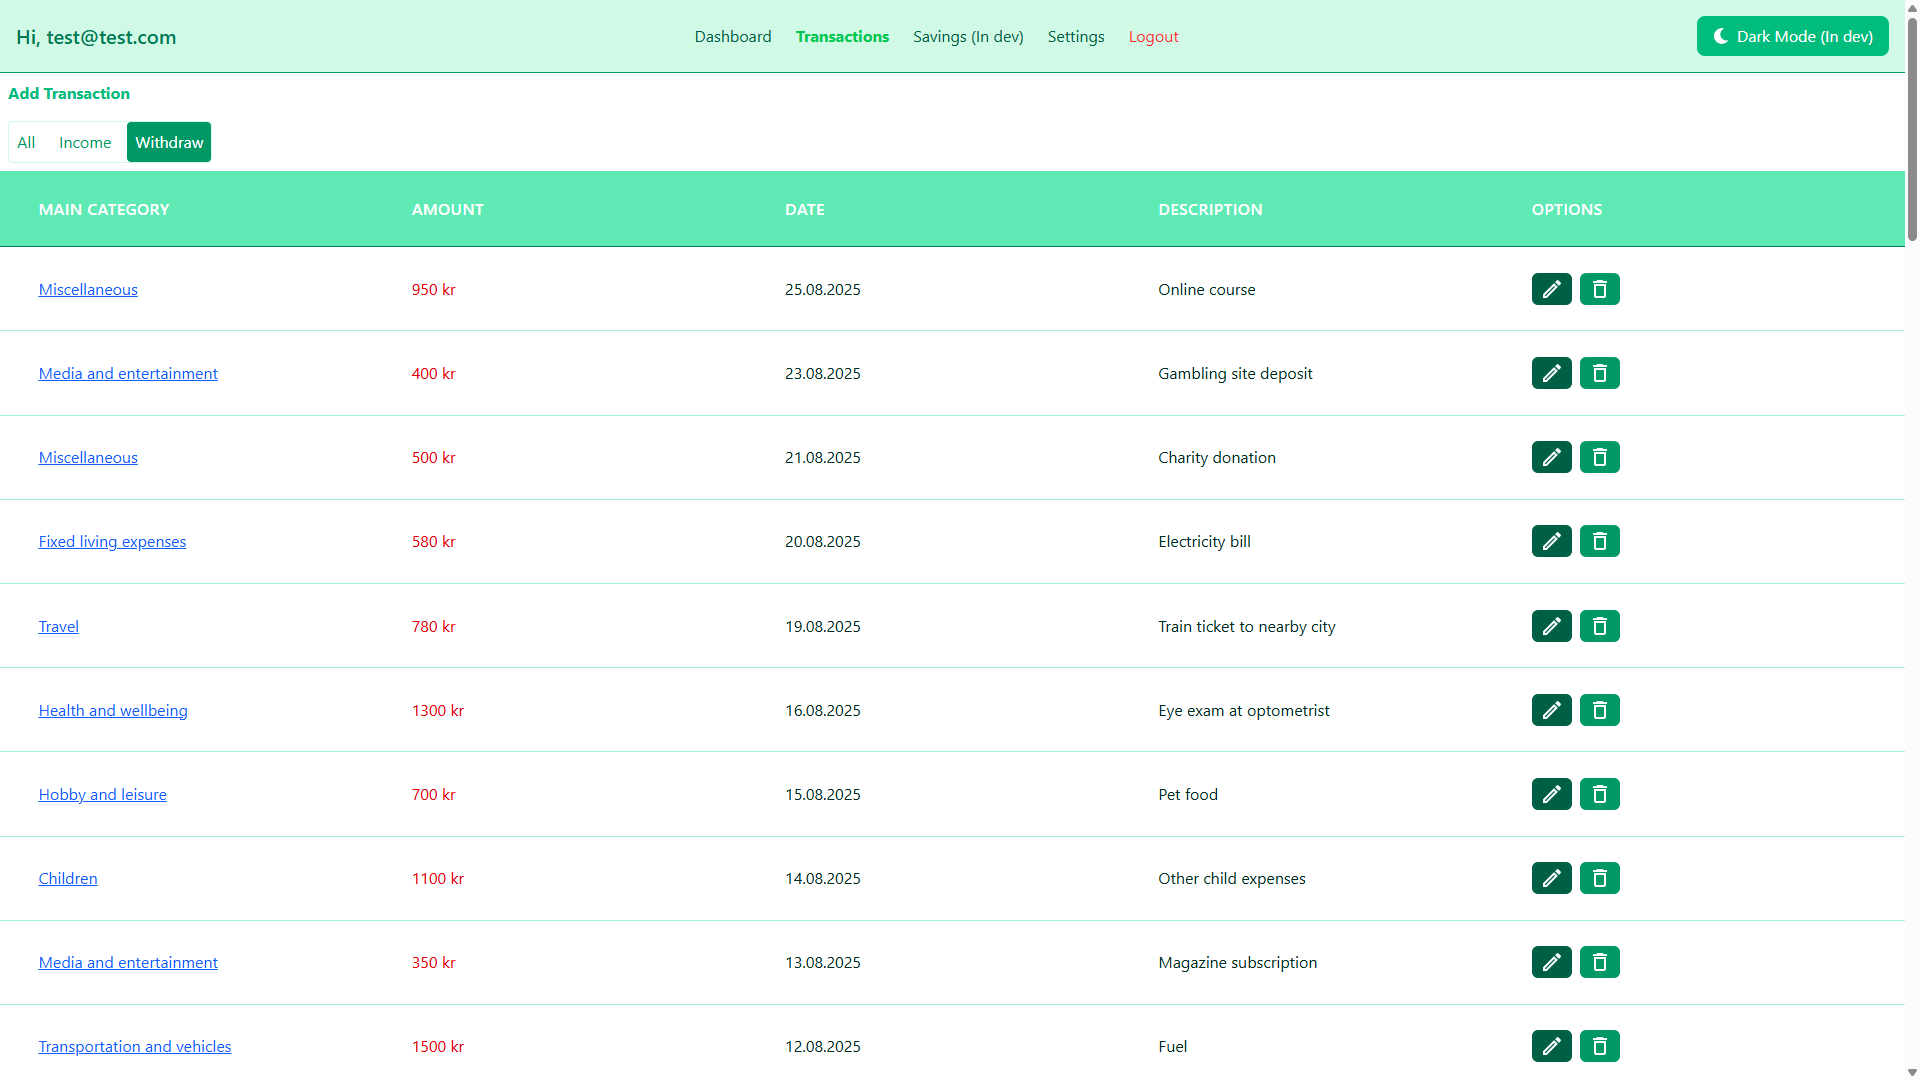 Hi, test@test.com Dashboard Transactions Savings (In dev) Settings Logout Dark Mode (In dev)
Add Transaction
All Income Withdraw
MAIN CATEGORY AMOUNT DATE DESCRIPTION OPTIONS
Miscellaneous 950 kr 25.08.2025 Online course
Media and entertainment 400 kr 23.08.2025 Gambling site deposit
Miscellaneous 500 kr 21.08.2025 Charity donation
Fixed living expenses 580 kr 20.08.2025 Electricity bill
Travel 780 kr 19.08.2025 Train ticket to nearby city
Health and wellbeing 1300 kr 16.08.2025 Eye exam at optometrist
Hobby and leisure 700 kr 15.08.2025 Pet food
Children 1100 kr 14.08.2025 Other child expenses
Media and entertainment 350 kr 13.08.2025 Magazine subscription
Transportation and vehicles 1500 kr 12.08.2025 Fuel